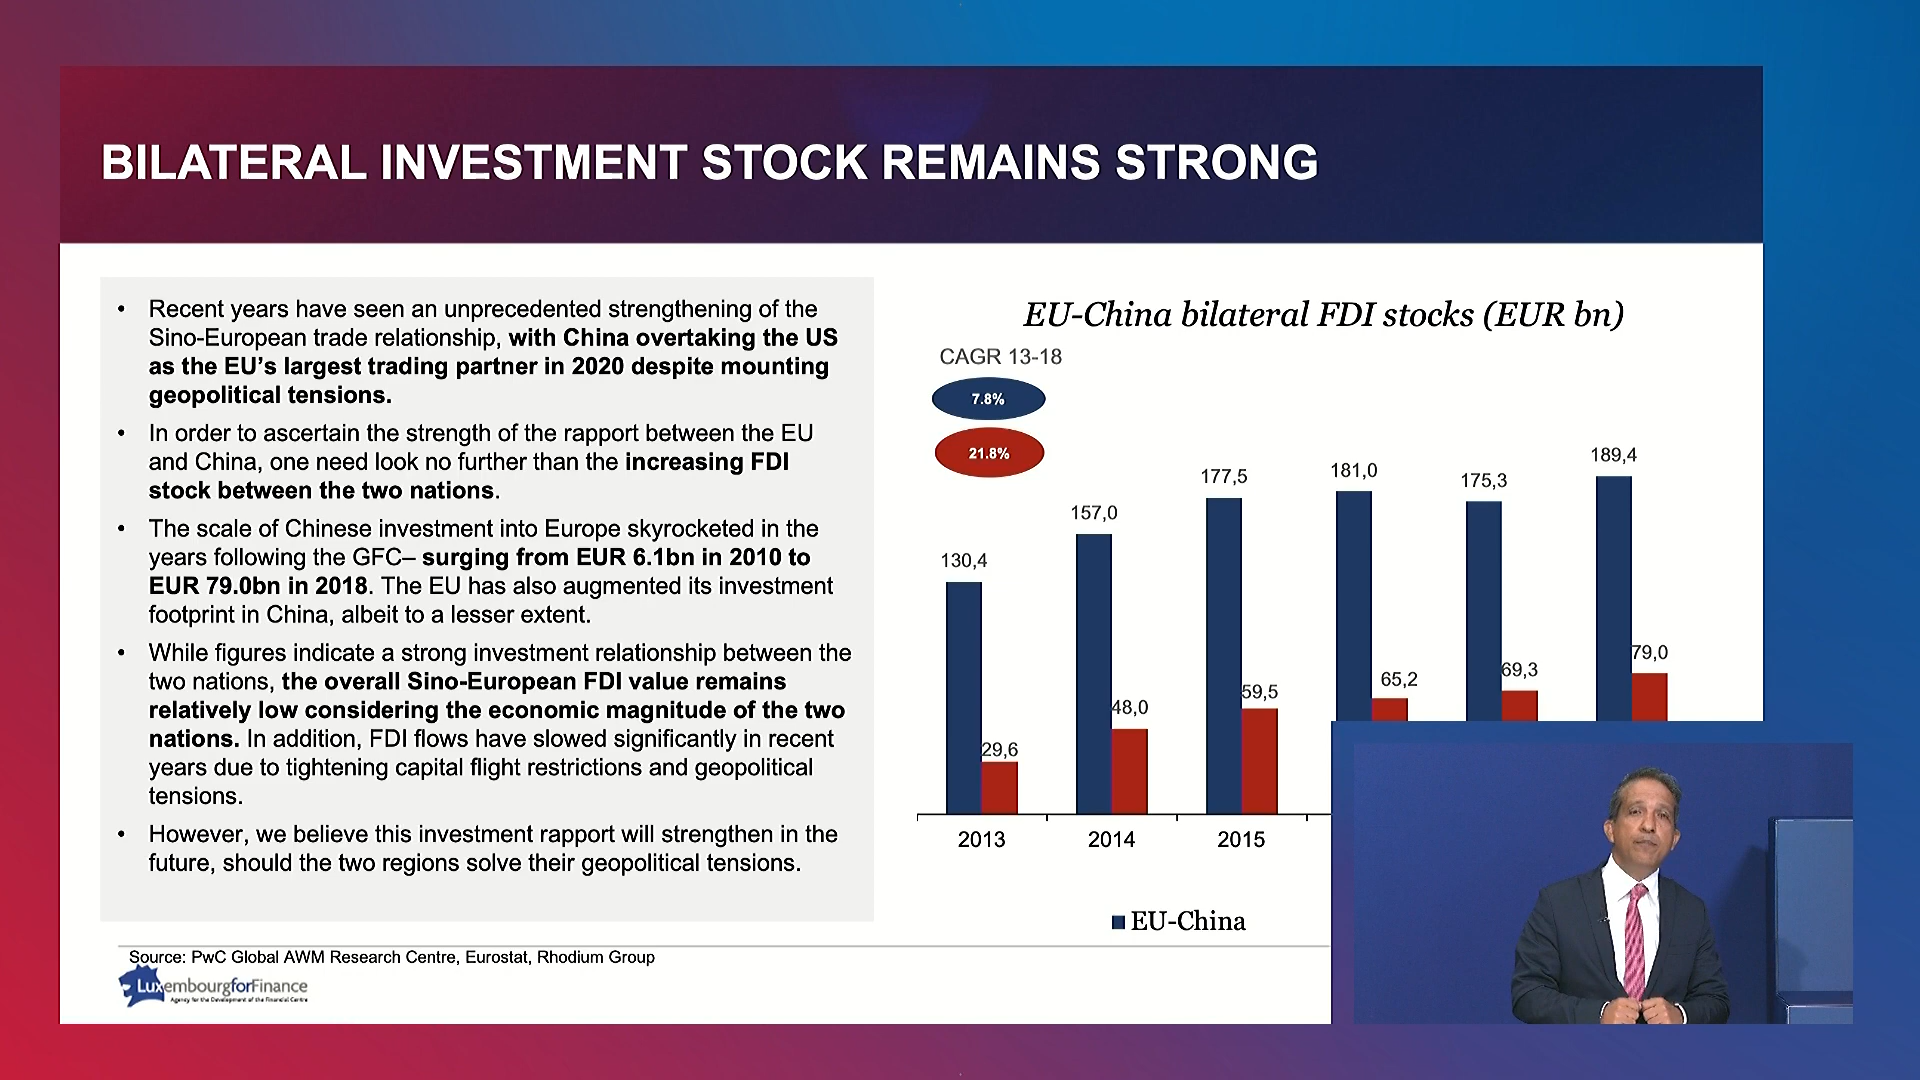 BILATERAL INVESTMENT STOCK REMAINS STRONG
• Recent years have seen an unprecedented strengthening of the
Sino-European trade relationship, with China overtaking the US
as the EU’s largest trading partner in 2020 despite mounting
geopolitical tensions.
• In order to ascertain the strength of the rapport between the EU
and China, one need look no further than the increasing FDI
stock between the two nations.
• The scale of Chinese investment into Europe skyrocketed in the
years following the GFC– surging from EUR 6.1bn in 2010 to
EUR 79.0bn in 2018. The EU has also augmented its investment
footprint in China, albeit to a lesser extent.
• While figures indicate a strong investment relationship between the
two nations, the overall Sino-European FDI value remains
relatively low considering the economic magnitude of the two
nations. In addition, FDI flows have slowed significantly in recent
years due to tightening capital flight restrictions and geopolitical
tensions.
• However, we believe this investment rapport will strengthen in the
future, should the two regions solve their geopolitical tensions.
EU-China bilateral FDI stocks (EUR bn)
CAGR 13-18
7.8%
21.8%
130,4
29,6
157,0
48,0
177,5
59,5
181,0
65,2
175,3
69,3
189,4
79,0
2013
2014
2015
EU-China
Source: PwC Global AWM Research Centre, Eurostat, Rhodium Group
LuxembourgforFinance
Agency for the Development of the Financial Centre